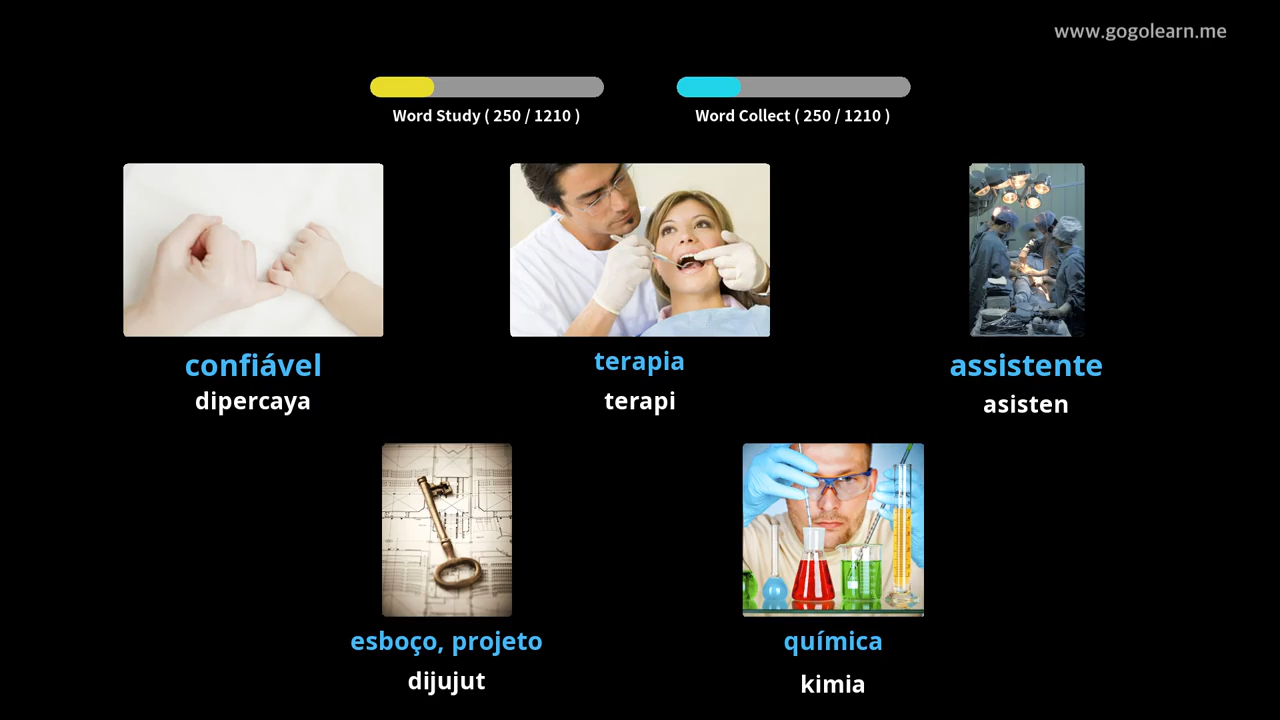 www.gogolearn.me
Word Study ( 250 / 1210 )
Word Collect ( 250 / 1210 )
confiável
dipercaya
terapia
terapi
assistente
asisten
esboço, projeto
dijujut
química
kimia